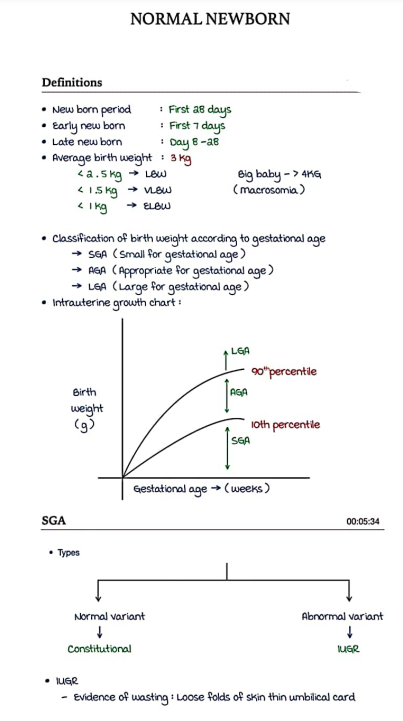 NORMAL NEWBORN
Definitions
• New born period : First 28 days
• Early new born : First 7 days
• Late new born : Day 8 - 28
• Average birth weight : 3 kg
< 2.5 kg → LBW Big baby - > 4KG
< 1.5 kg → VLBW (macrosomia)
< 1 kg → ELBW
• Classification of birth weight according to gestational age
→ SGA (Small for gestational age)
→ AGA (Appropriate for gestational age)
→ LGA (Large for gestational age)
• Intrauterine growth chart :
LGA
90th percentile
Birth
weight
(g)
AGA
10th percentile
SGA
Gestational age → (weeks)
SGA 00:05:34
• Types
Normal variant Abnormal variant
Constitutional IUGR
• IUGR
- Evidence of wasting : Loose folds of skin thin umbilical card